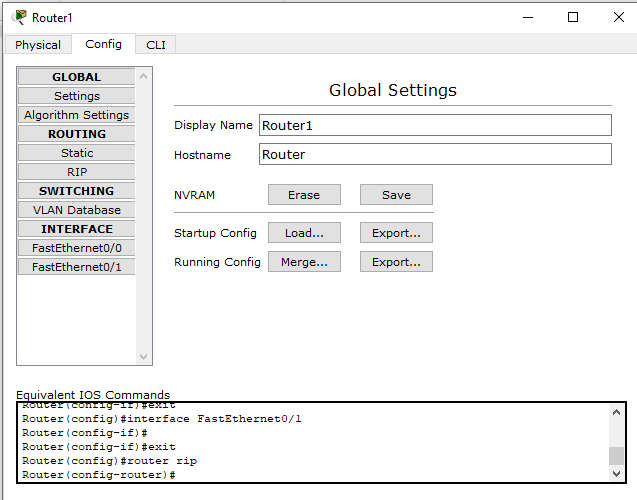 Router1
Physical Config CLI
GLOBAL
Settings
Algorithm Settings
ROUTING
Static
RIP
SWITCHING
VLAN Database
INTERFACE
FastEthernet0/0
FastEthernet0/1
Global Settings
Display Name Router1
Hostname Router
NVRAM Erase Save
Startup Config Load... Export...
Running Config Merge... Export...
Equivalent IOS Commands
Router(config-if)#exit
Router(config)#interface FastEthernet0/1
Router(config-if)#
Router(config-if)#exit
Router(config)#router rip
Router(config-router)#